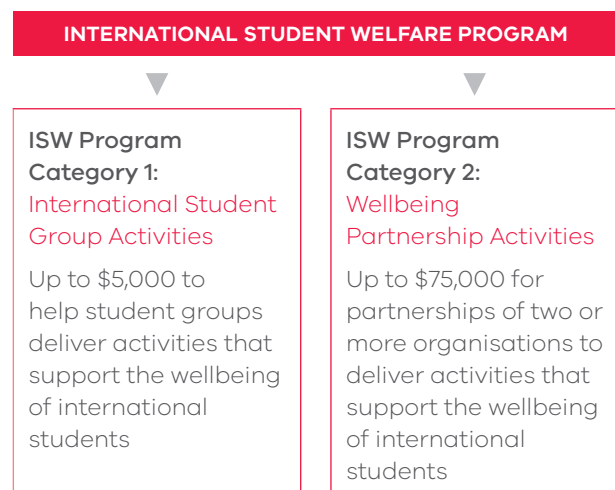 INTERNATIONAL STUDENT WELFARE PROGRAM
ISW Program
Category 1:
International Student
Group Activities
Up to $5,000 to
help student groups
deliver activities that
support the wellbeing
of international
students
ISW Program
Category 2:
Wellbeing
Partnership Activities
Up to $75,000 for
partnerships of two or
more organisations to
deliver activities that
support the wellbeing
of international
students